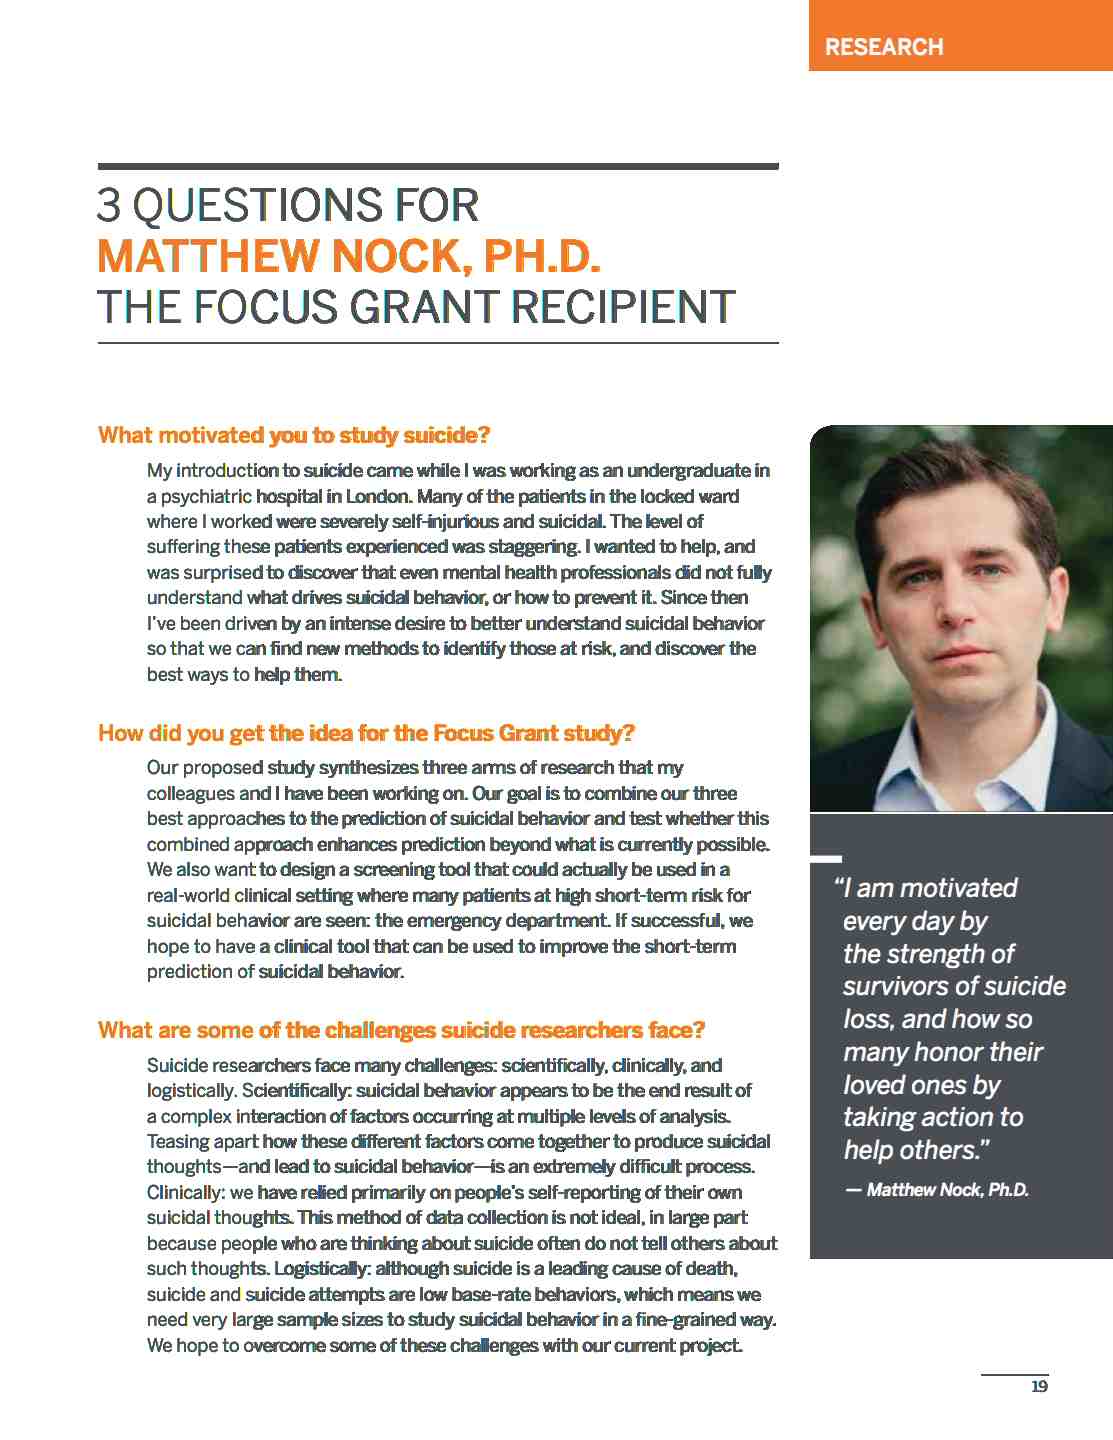 RESEARCH
3 QUESTIONS FOR
MATTHEW NOCK, PH.D.
THE FOCUS GRANT RECIPIENT
What motivated you to study suicide?
My introduction to suicide came while I was working as an undergraduate in
a psychiatric hospital in London. Many of the patients in the locked ward
where I worked were severely self-injurious and suicidal. The level of
suffering these patients experienced was staggering. I wanted to help, and
was surprised to discover that even mental health professionals did not fully
understand what drives suicidal behavior, or how to prevent it. Since then
I've been driven by an intense desire to better understand suicidal behavior
so that we can find new methods to identify those at risk, and discover the
best ways to help them.
How did you get the idea for the Focus Grant study?
Our proposed study synthesizes three arms of research that my
colleagues and I have been working on. Our goal is to combine our three
best approaches to the prediction of suicidal behavior and test whether this
combined approach enhances prediction beyond what is currently possible.
We also want to design a screening tool that could actually be used in a
real-world clinical setting where many patients at high short-term risk for
suicidal behavior are seen: the emergency department. If successful, we
hope to have a clinical tool that can be used to improve the short-term
prediction of suicidal behavior.
What are some of the challenges suicide researchers face?
Suicide researchers face many challenges: scientifically, clinically, and
logistically. Scientifically: suicidal behavior appears to be the end result of
a complex interaction of factors occurring at multiple levels of analysis.
Teasing apart how these different factors come together to produce suicidal
thoughts—and lead to suicidal behavior—is an extremely difficult process.
Clinically: we have relied primarily on people's self-reporting of their own
suicidal thoughts. This method of data collection is not ideal, in large part
because people who are thinking about suicide often do not tell others about
such thoughts. Logistically: although suicide is a leading cause of death,
suicide and suicide attempts are low base-rate behaviors, which means we
need very large sample sizes to study suicidal behavior in a fine-grained way.
We hope to overcome some of these challenges with our current project.
“I am motivated
every day by
the strength of
survivors of suicide
loss, and how so
many honor their
loved ones by
taking action to
help others.”
— Matthew Nock, Ph.D.
19